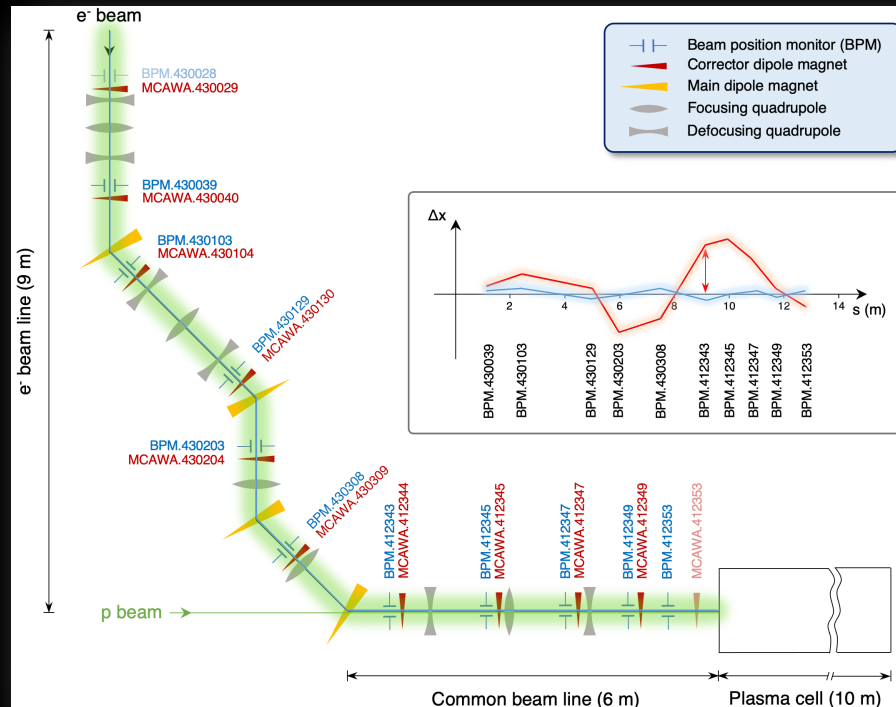 e- beam
BPM.430028
MCAWA.430029
BPM.430039
MCAWA.430040
BPM.430103
MCAWA.430104
BPM.430129
MCAWA.430130
BPM.430203
MCAWA.430204
BPM.430308
MCAWA.430309
e- beam line (9 m)
p beam
BPM.412343
MCAWA.412344
BPM.412345
MCAWA.412345
BPM.412347
MCAWA.412347
BPM.412349
MCAWA.412349
BPM.412353
MCAWA.412353
Common beam line (6 m)
Plasma cell (10 m)
Beam position monitor (BPM)
Corrector dipole magnet
Main dipole magnet
Focusing quadrupole
Defocusing quadrupole
Δx
2 4 6 8 10 12 14
s (m)
BPM.430039
BPM.430103
BPM.430129
BPM.430203
BPM.430308
BPM.412343
BPM.412345
BPM.412347
BPM.412349
BPM.412353